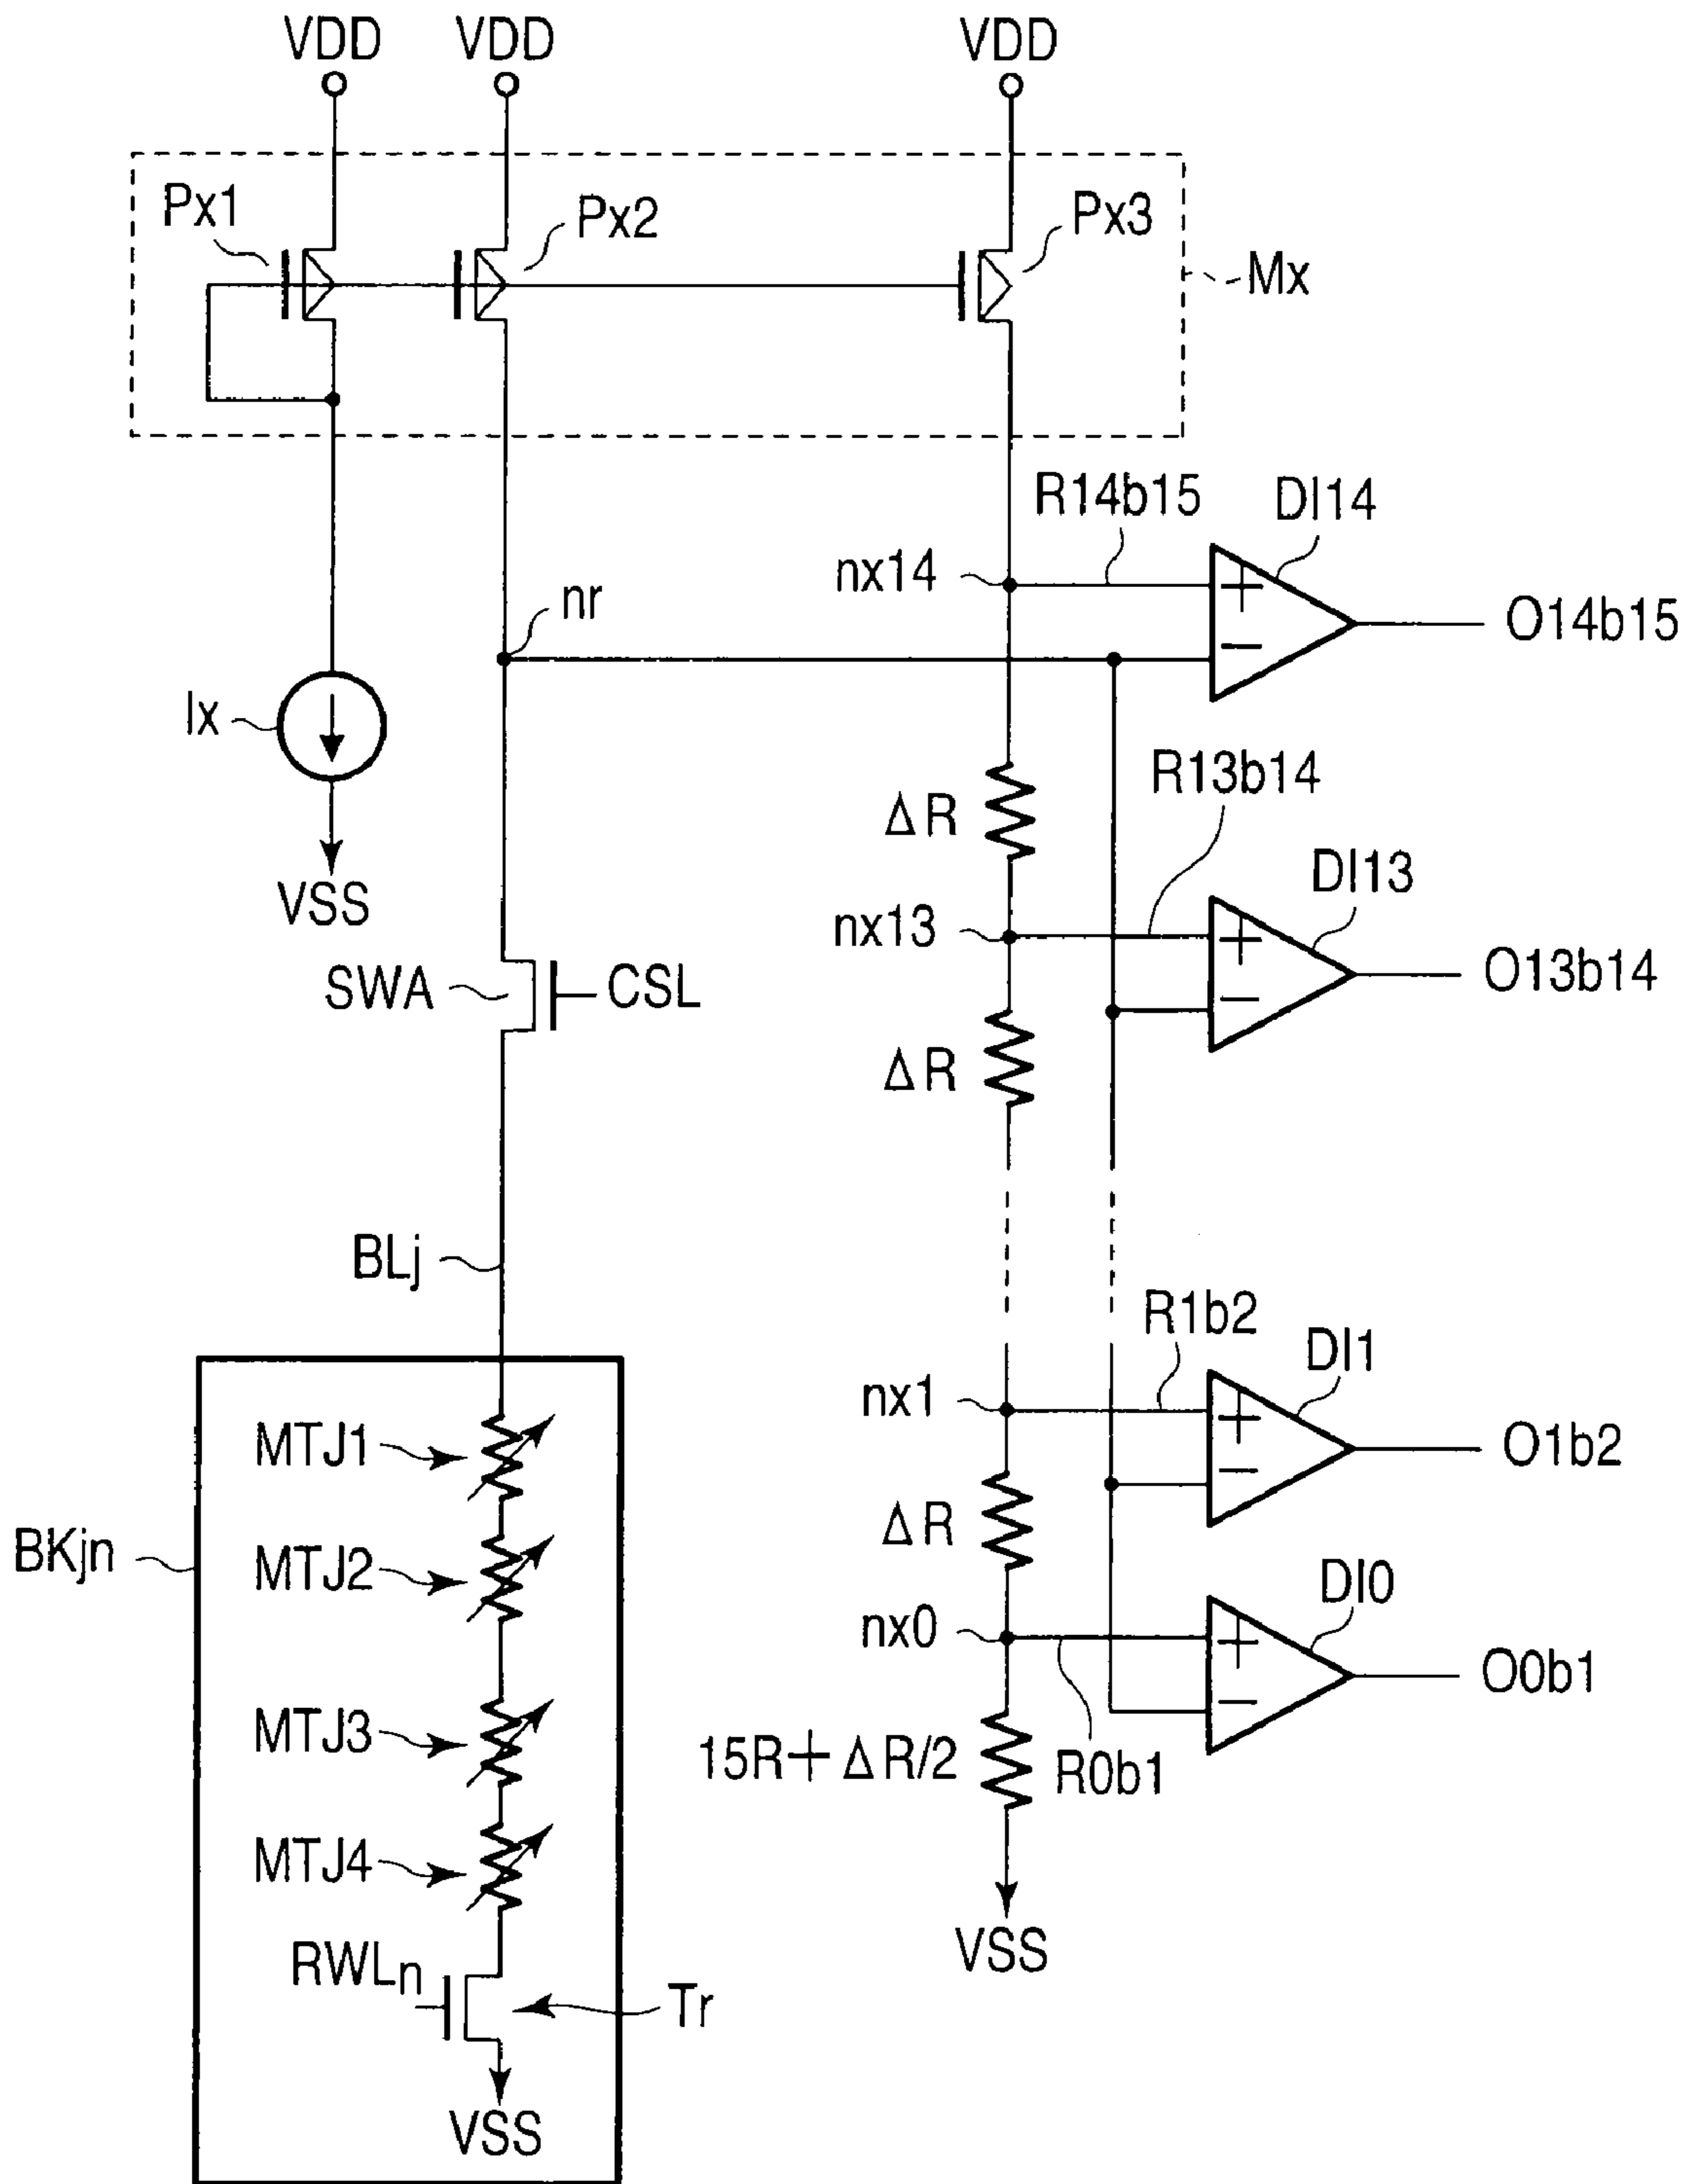 VDD VDD VDD
Px1 Px2 Px3
Mx
R14b15 DI14
nx14 +
nr O14b15
−
Ix
R13b14
ΔR
DI13
VSS
nx13 +
SWA CSL O13b14
−
ΔR
BLj
R1b2
DI1
nx1 +
MTJ1 O1b2
−
ΔR
BKjn
MTJ2
DI0
nx0 +
O0b1
−
MTJ3 15R+ΔR/2 R0b1
MTJ4
VSS
RWLn
Tr
VSS